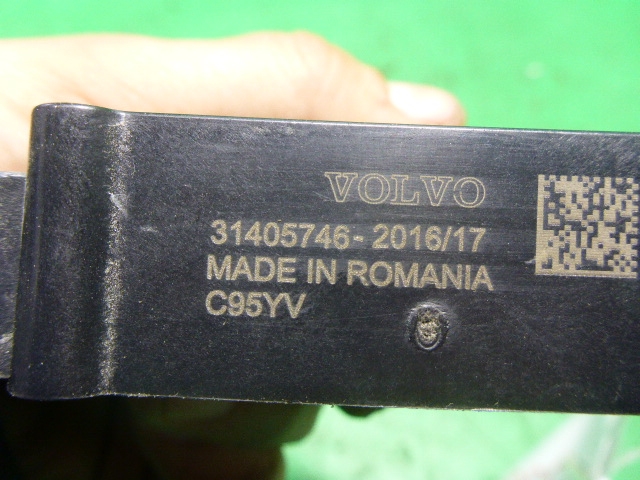 VOLVO
31405746-2016/17
MADE IN ROMANIA
C95YV